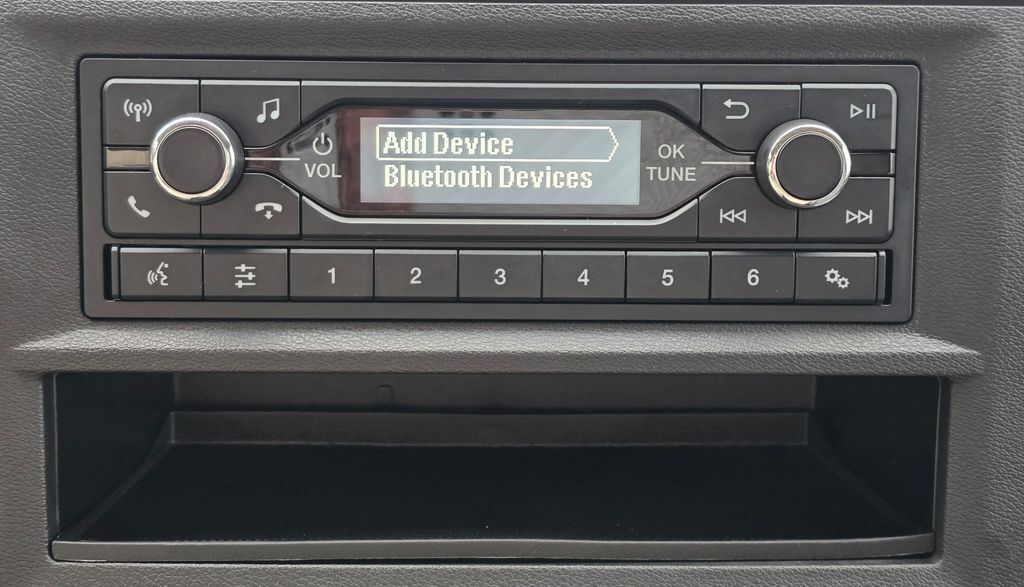 Add Device
Bluetooth Devices
VOL
OK
TUNE
1
2
3
4
5
6